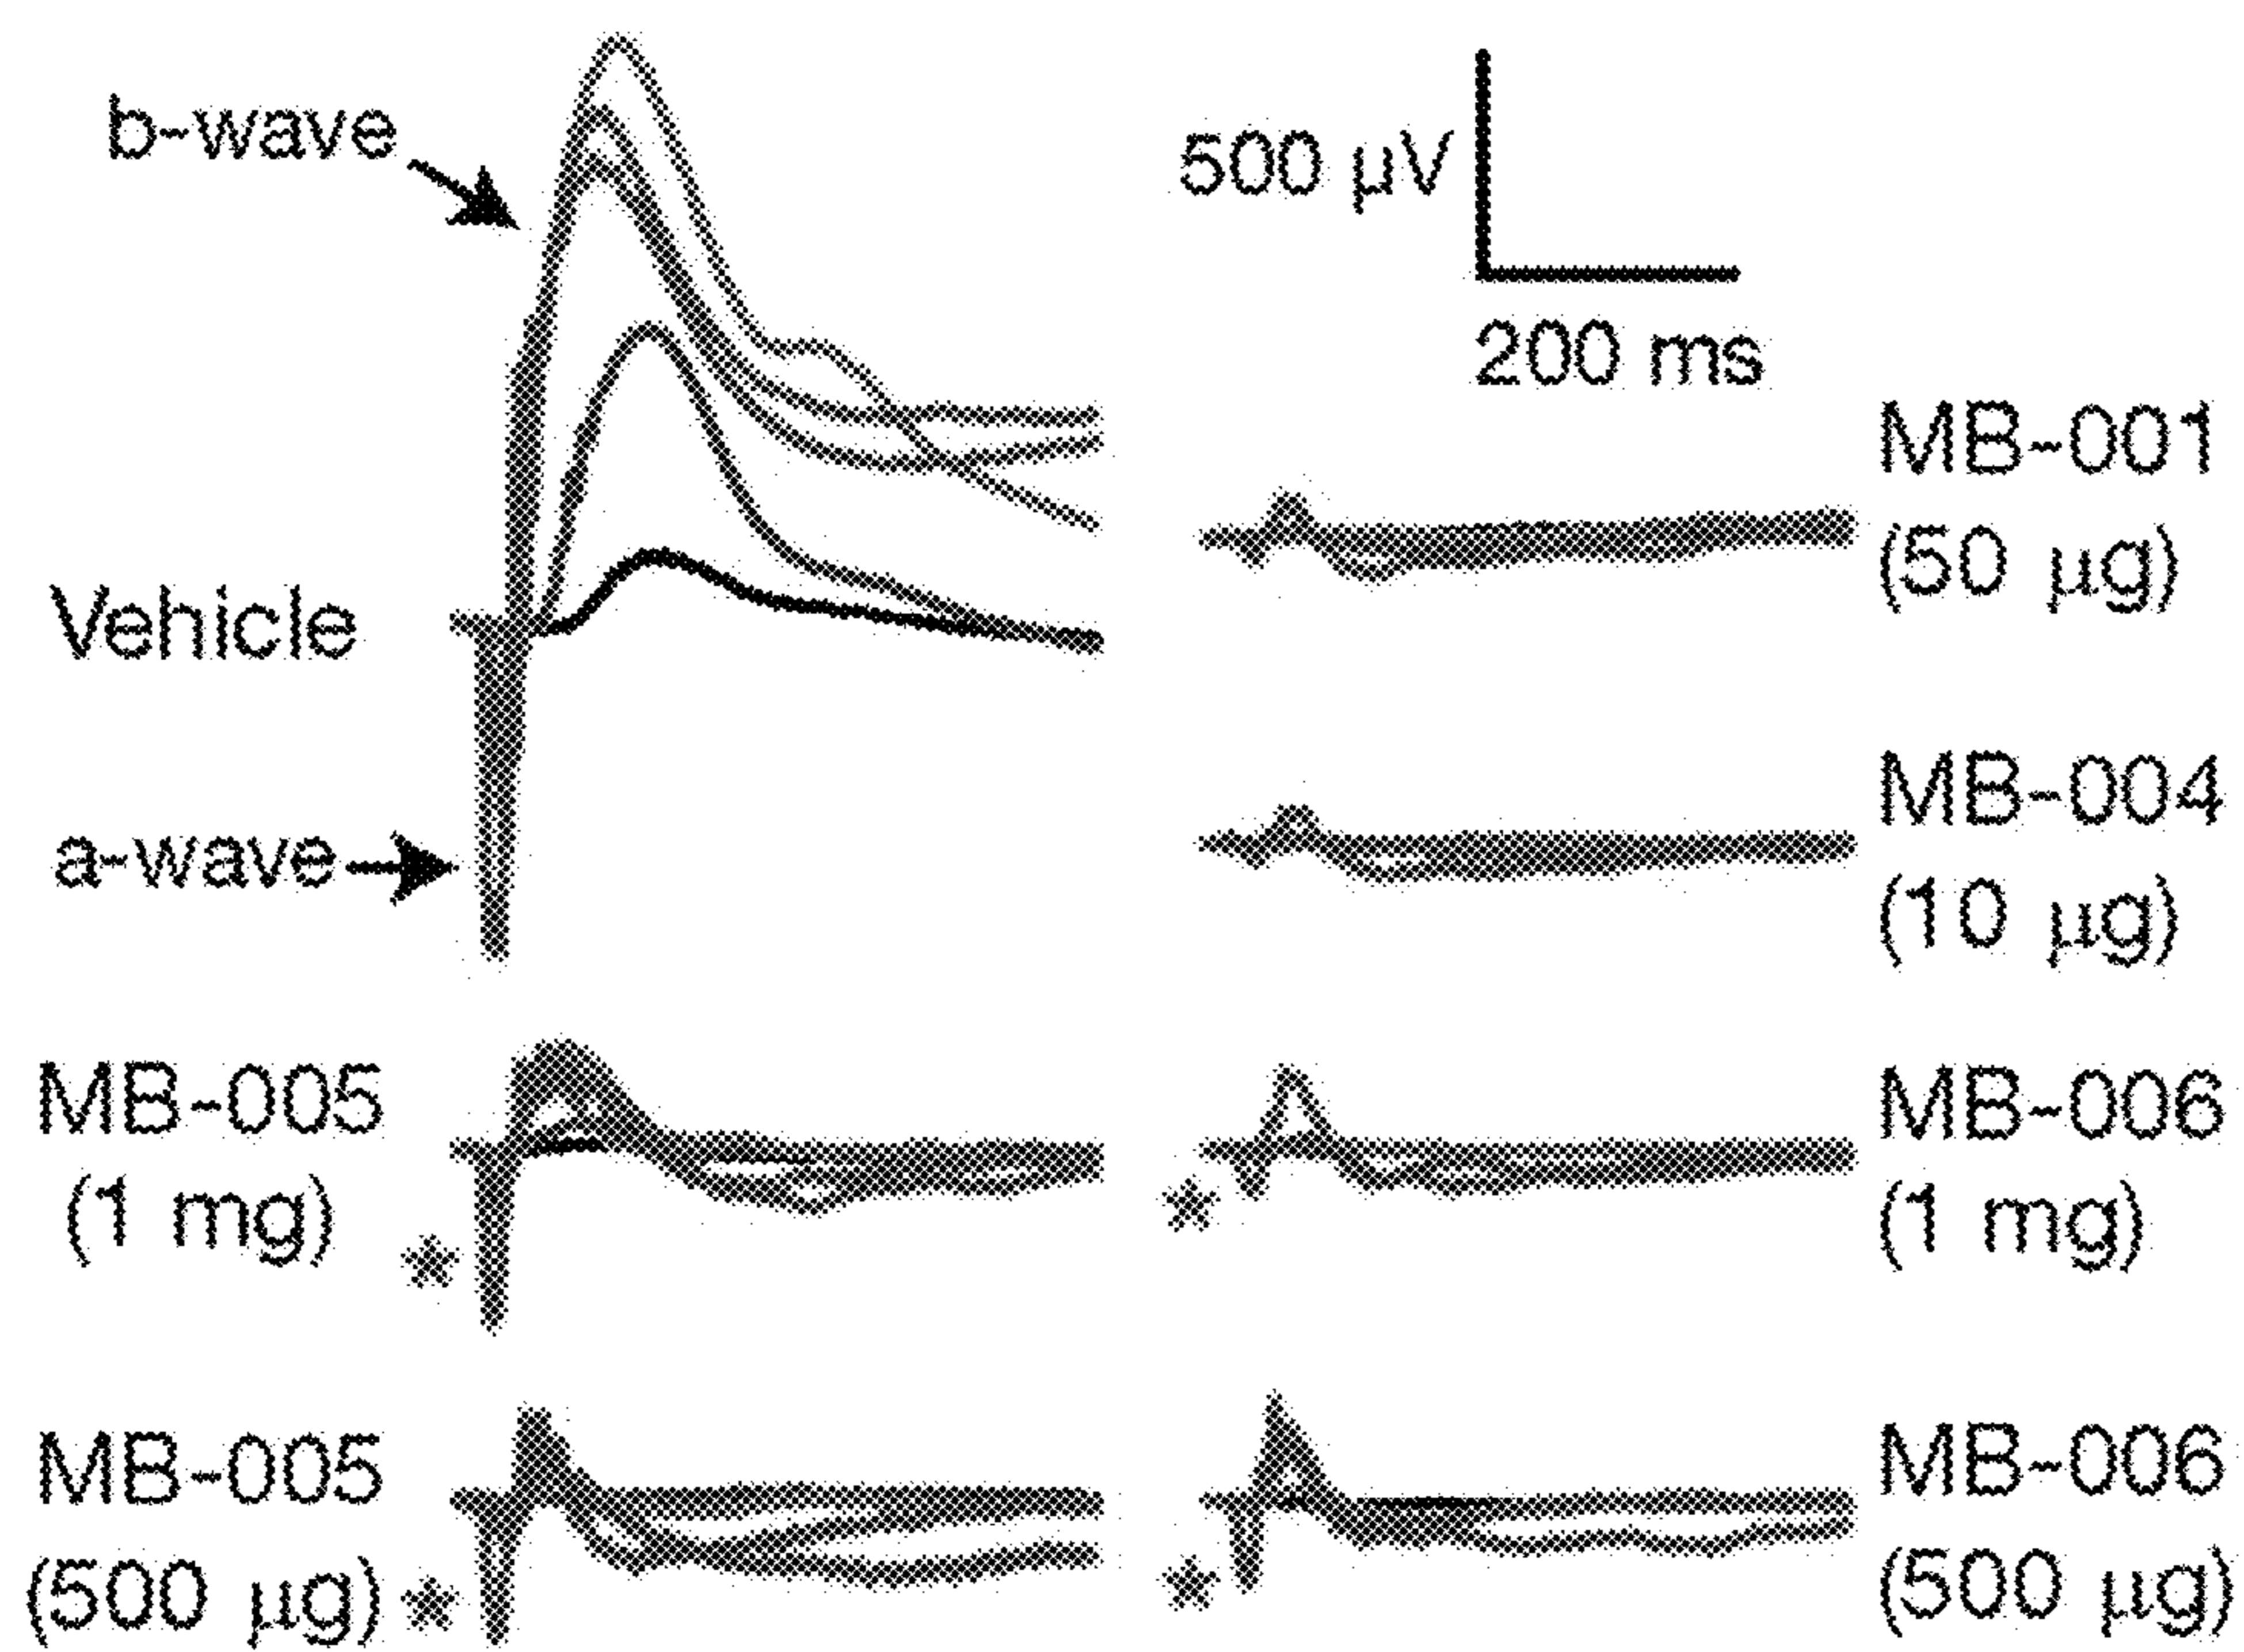 b-wave
500 µV
200 ms
MB-001
(50 µg)
Vehicle
a-wave
MB-004
(10 µg)
MB-005
(1 mg)
*
MB-006
(1 mg)
*
MB-005
(500 µg)
*
MB-006
(500 µg)
*